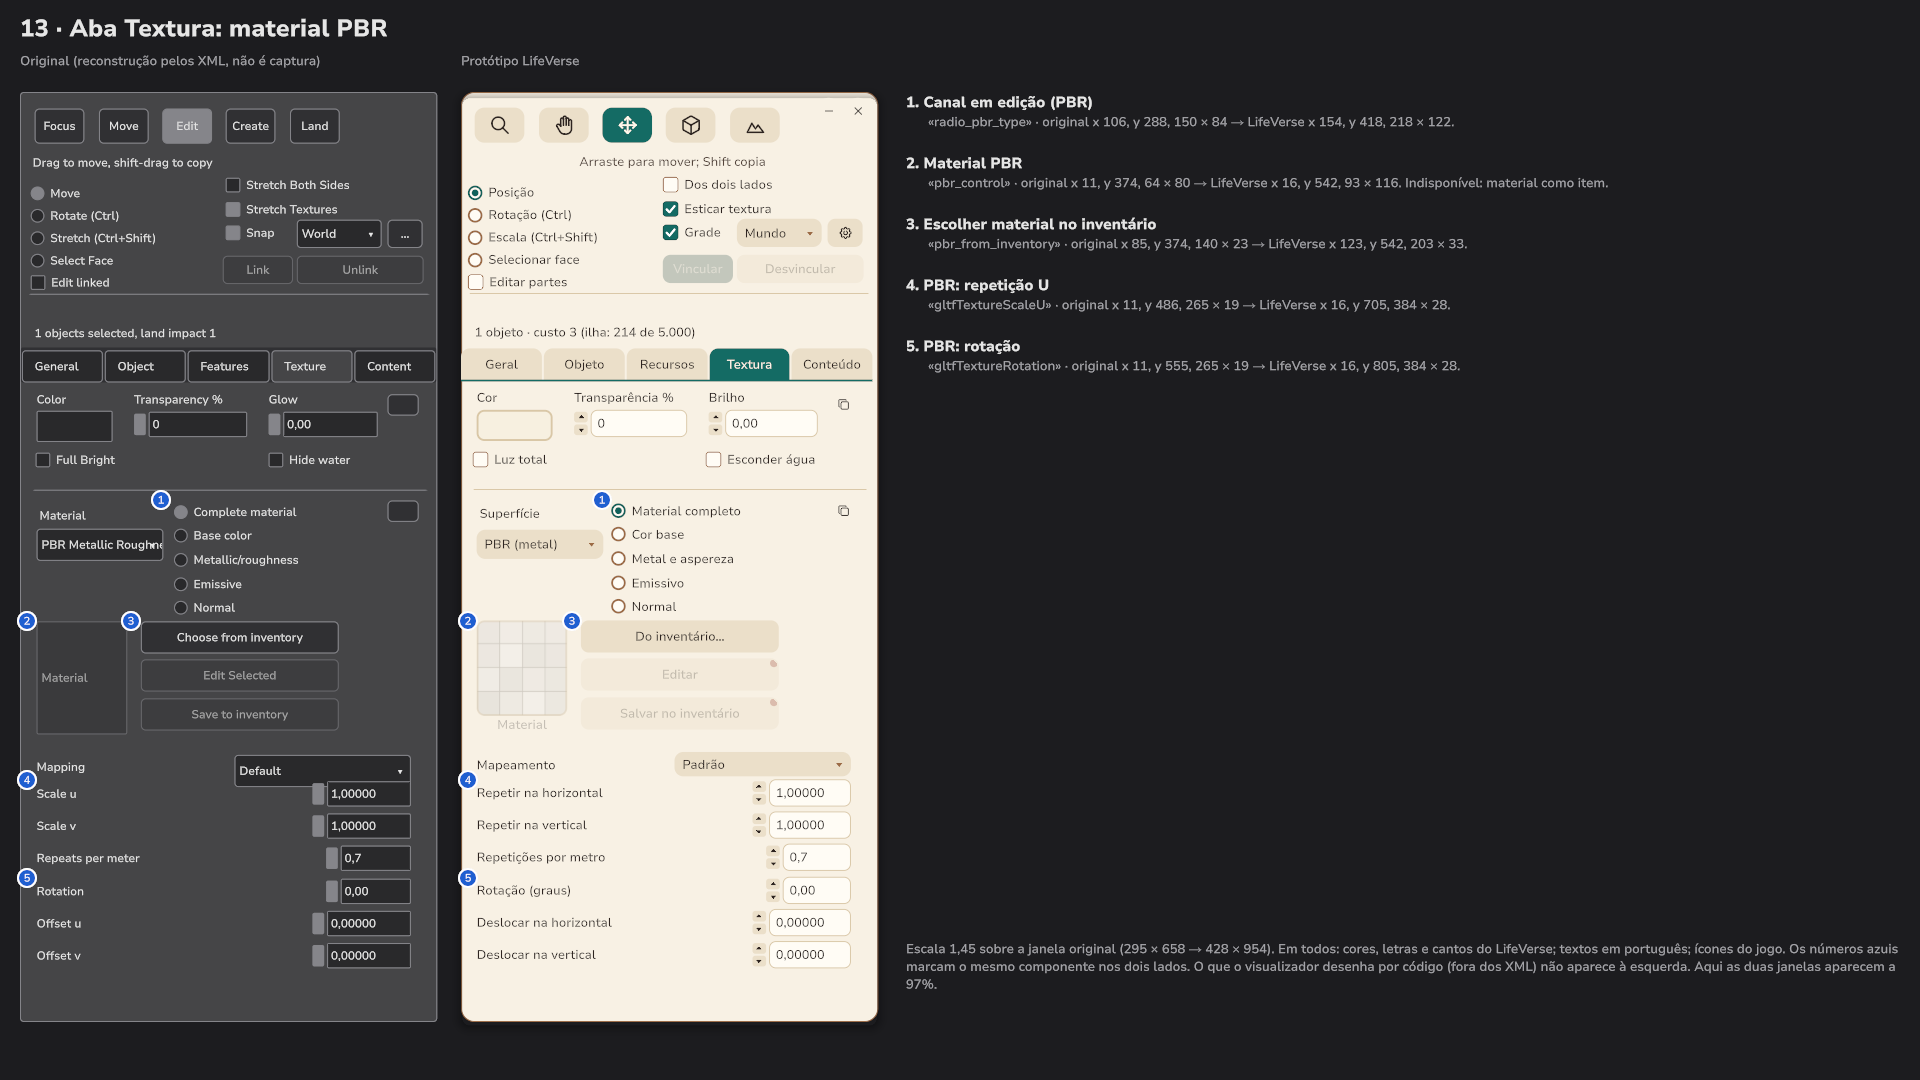 13 · Aba Textura: material PBR
Original (reconstrução pelos XML, não é captura)
Protótipo LifeVerse
Focus
Move
Edit
Create
Land
Drag to move, shift-drag to copy
Move
Rotate (Ctrl)
Stretch (Ctrl+Shift)
Select Face
Edit linked
Stretch Both Sides
Stretch Textures
Snap
World
...
Link
Unlink
1 objects selected, land impact 1
General
Object
Features
Texture
Content
Color
Transparency %
Glow
0
0,00
Full Bright
Hide water
1
Material
PBR Metallic Roughne
Complete material
Base color
Metallic/roughness
Emissive
Normal
2
3
Material
Choose from inventory
Edit Selected
Save to inventory
Mapping
Default
4
Scale u
1,00000
Scale v
1,00000
Repeats per meter
0,7
5
Rotation
0,00
Offset u
0,00000
Offset v
0,00000
Arraste para mover; Shift copia
Posição
Rotação (Ctrl)
Escala (Ctrl+Shift)
Selecionar face
Editar partes
Dos dois lados
Esticar textura
Grade
Mundo
Vincular
Desvincular
1 objeto · custo 3 (ilha: 214 de 5.000)
Geral
Objeto
Recursos
Textura
Conteúdo
Cor
Transparência %
Brilho
0
0,00
Luz total
Esconder água
1
Superfície
PBR (metal)
Material completo
Cor base
Metal e aspereza
Emissivo
Normal
2
3
Material
Do inventário...
Editar
Salvar no inventário
Mapeamento
Padrão
4
Repetir na horizontal
1,00000
Repetir na vertical
1,00000
Repetições por metro
0,7
5
Rotação (graus)
0,00
Deslocar na horizontal
0,00000
Deslocar na vertical
0,00000
1. Canal em edição (PBR)
«radio_pbr_type» · original x 106, y 288, 150 × 84 → LifeVerse x 154, y 418, 218 × 122.
2. Material PBR
«pbr_control» · original x 11, y 374, 64 × 80 → LifeVerse x 16, y 542, 93 × 116. Indisponível: material como item.
3. Escolher material no inventário
«pbr_from_inventory» · original x 85, y 374, 140 × 23 → LifeVerse x 123, y 542, 203 × 33.
4. PBR: repetição U
«gltfTextureScaleU» · original x 11, y 486, 265 × 19 → LifeVerse x 16, y 705, 384 × 28.
5. PBR: rotação
«gltfTextureRotation» · original x 11, y 555, 265 × 19 → LifeVerse x 16, y 805, 384 × 28.
Escala 1,45 sobre a janela original (295 × 658 → 428 × 954). Em todos: cores, letras e cantos do LifeVerse; textos em português; ícones do jogo. Os números azuis
marcam o mesmo componente nos dois lados. O que o visualizador desenha por código (fora dos XML) não aparece à esquerda. Aqui as duas janelas aparecem a
97%.